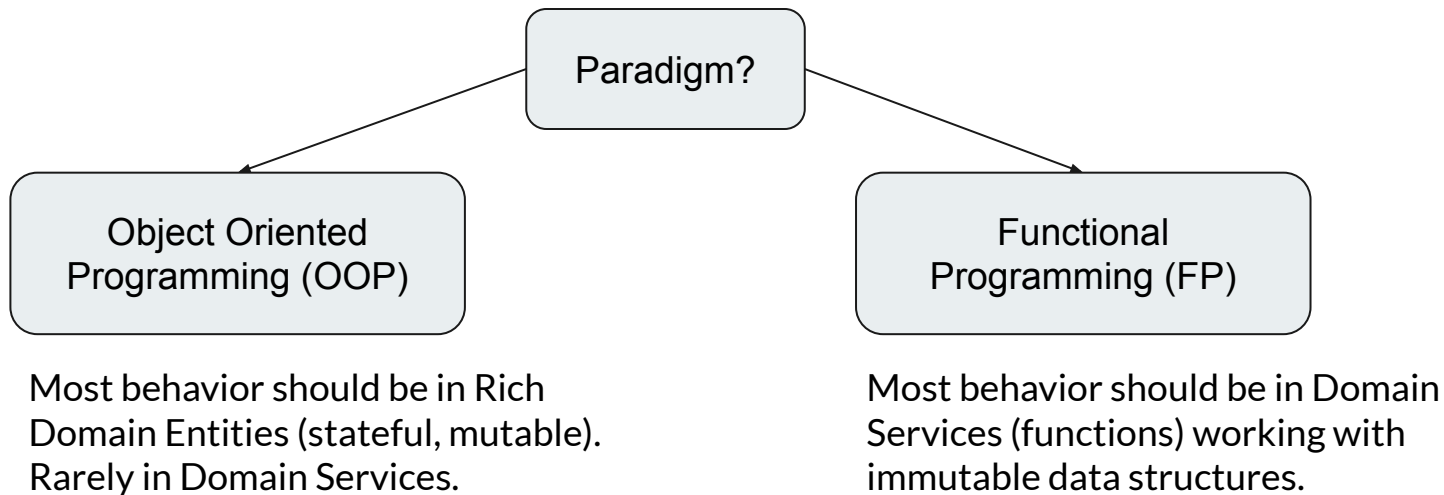 Paradigm?
Object Oriented
Programming (OOP)
Functional
Programming (FP)
Most behavior should be in Rich
Domain Entities (stateful, mutable).
Rarely in Domain Services.
Most behavior should be in Domain
Services (functions) working with
immutable data structures.